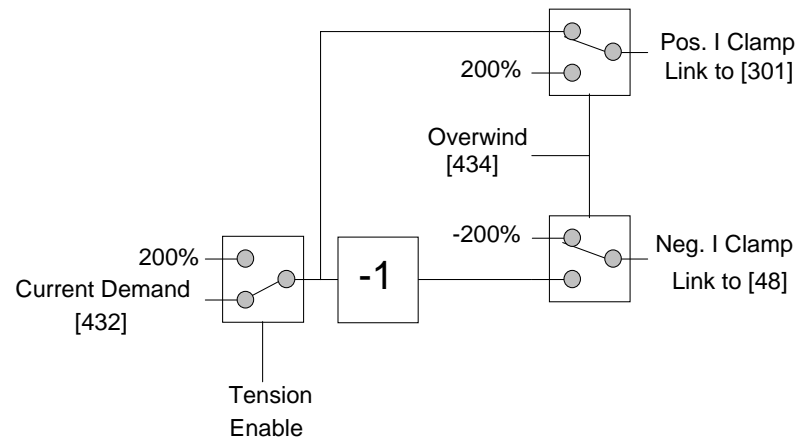 Pos. I Clamp
Link to [301]
200%
Overwind
[434]
-200%
Neg. I Clamp
Link to [48]
200%
Current Demand
[432]
-1
Tension
Enable